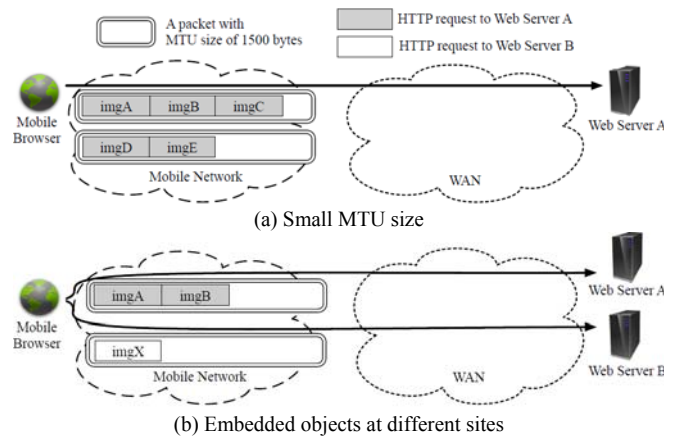 A packet with
MTU size of 1500 bytes
HTTP request to Web Server A
HTTP request to Web Server B
imgA imgB imgC
imgD imgE
Mobile
Browser
Mobile Network
WAN
Web Server A
(a) Small MTU size
imgA imgB
imgX
Mobile
Browser
Mobile Network
WAN
Web Server A
Web Server B
(b) Embedded objects at different sites